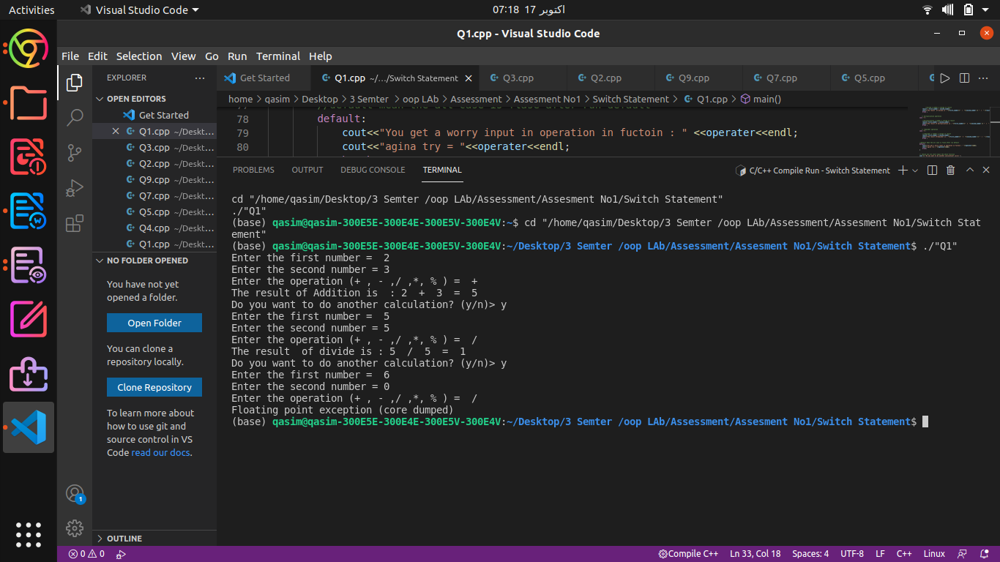 Activities
Visual Studio Code
07:18 17 اکتوبر
Q1.cpp - Visual Studio Code
File Edit Selection View Go Run Terminal Help
EXPLORER
OPEN EDITORS
Get Started
Q1.cpp ~/Deskt...
Q3.cpp ~/Deskt...
Q2.cpp ~/Deskt...
Q9.cpp ~/Deskt...
Q7.cpp ~/Deskt...
Q5.cpp ~/Deskt...
Q4.cpp ~/Deskt...
Q1.cpp ~/Deskt...
NO FOLDER OPENED
You have not yet
opened a folder.
Open Folder
You can clone a
repository locally.
Clone Repository
To learn more about
how to use git and
source control in VS
Code read our docs.
OUTLINE
Get Started Q1.cpp ~/.../Switch Statement Q3.cpp Q2.cpp Q9.cpp Q7.cpp Q5.cpp
home > qasim > Desktop > 3 Semter > oop LAb > Assessment > Assesment No1 > Switch Statement > Q1.cpp > main()
78 default:
79 cout<<"You get a worry input in operation in fuctoin : " <<operater<<endl;
80 cout<<"agina try = "<<operater<<endl;
PROBLEMS OUTPUT DEBUG CONSOLE TERMINAL
C/C++ Compile Run - Switch Statement
cd "/home/qasim/Desktop/3 Semter /oop LAb/Assessment/Assesment No1/Switch Statement"
./"Q1"
(base) qasim@qasim-300E5E-300E4E-300E5V-300E4V:~$ cd "/home/qasim/Desktop/3 Semter /oop LAb/Assessment/Assesment No1/Switch Stat
ement"
(base) qasim@qasim-300E5E-300E4E-300E5V-300E4V:~/Desktop/3 Semter /oop LAb/Assessment/Assesment No1/Switch Statement$ ./"Q1"
Enter the first number =  2
Enter the second number = 3
Enter the operation (+ , - ,/ ,*, % ) =  +
The result of Addition is  : 2  +  3  =  5
Do you want to do another calculation? (y/n)> y
Enter the first number =  5
Enter the second number = 5
Enter the operation (+ , - ,/ ,*, % ) =  /
The result  of divide is : 5  /  5  =  1
Do you want to do another calculation? (y/n)> y
Enter the first number =  6
Enter the second number = 0
Enter the operation (+ , - ,/ ,*, % ) =  /
Floating point exception (core dumped)
(base) qasim@qasim-300E5E-300E4E-300E5V-300E4V:~/Desktop/3 Semter /oop LAb/Assessment/Assesment No1/Switch Statement$
1
0 0 Compile C++ Ln 33, Col 18 Spaces: 4 UTF-8 LF C++ Linux